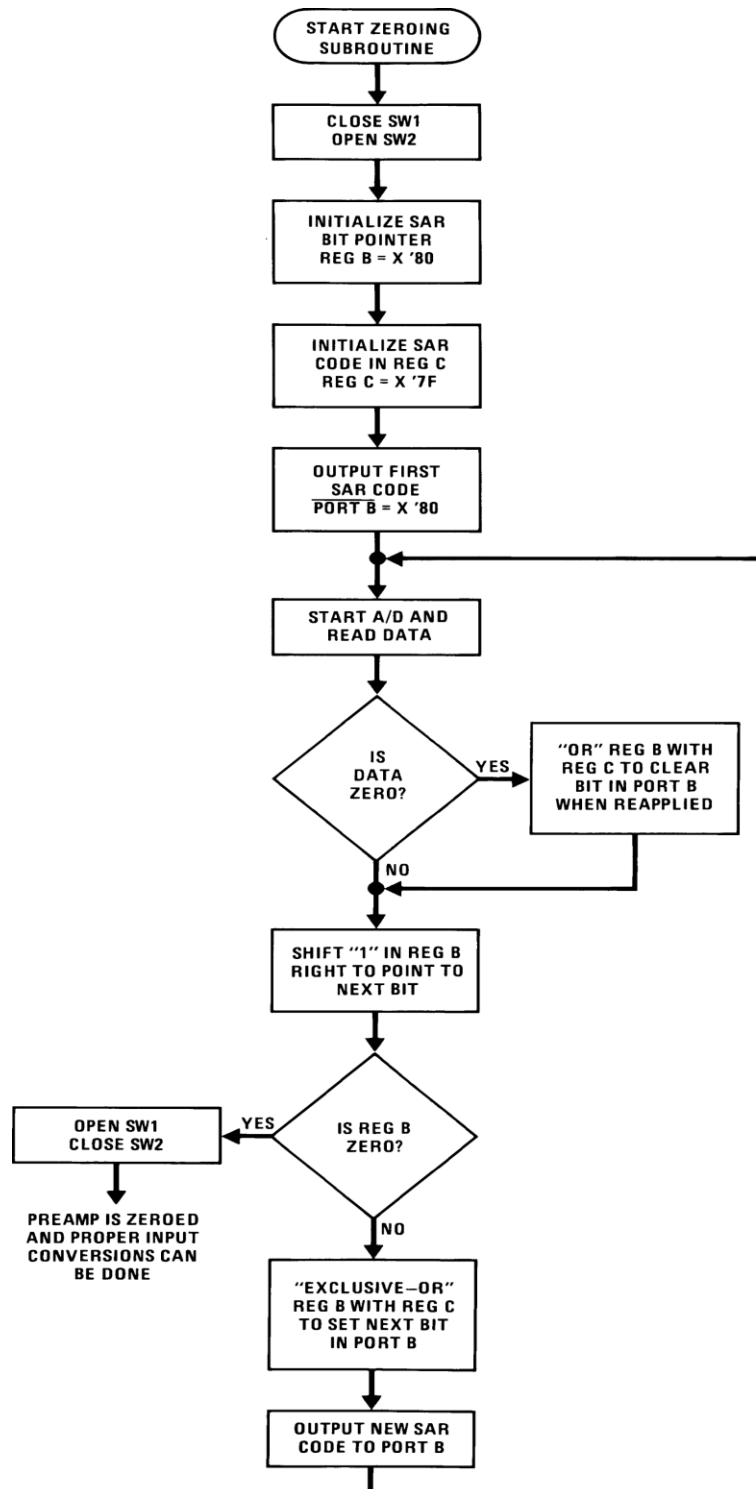 START ZEROING
SUBROUTINE
CLOSE SW1
OPEN SW2
INITIALIZE SAR
BIT POINTER
REG B = X '80
INITIALIZE SAR
CODE IN REG C
REG C = X '7F
OUTPUT FIRST
SAR CODE
PORT B = X '80
START A/D AND
READ DATA
IS
DATA
ZERO?
YES
"OR" REG B WITH
REG C TO CLEAR
BIT IN PORT B
WHEN REAPPLIED
NO
SHIFT "1" IN REG B
RIGHT TO POINT TO
NEXT BIT
IS REG B
ZERO?
YES
OPEN SW1
CLOSE SW2
PREAMP IS ZEROED
AND PROPER INPUT
CONVERSIONS CAN
BE DONE
NO
"EXCLUSIVE–OR"
REG B WITH REG C
TO SET NEXT BIT
IN PORT B
OUTPUT NEW SAR
CODE TO PORT B